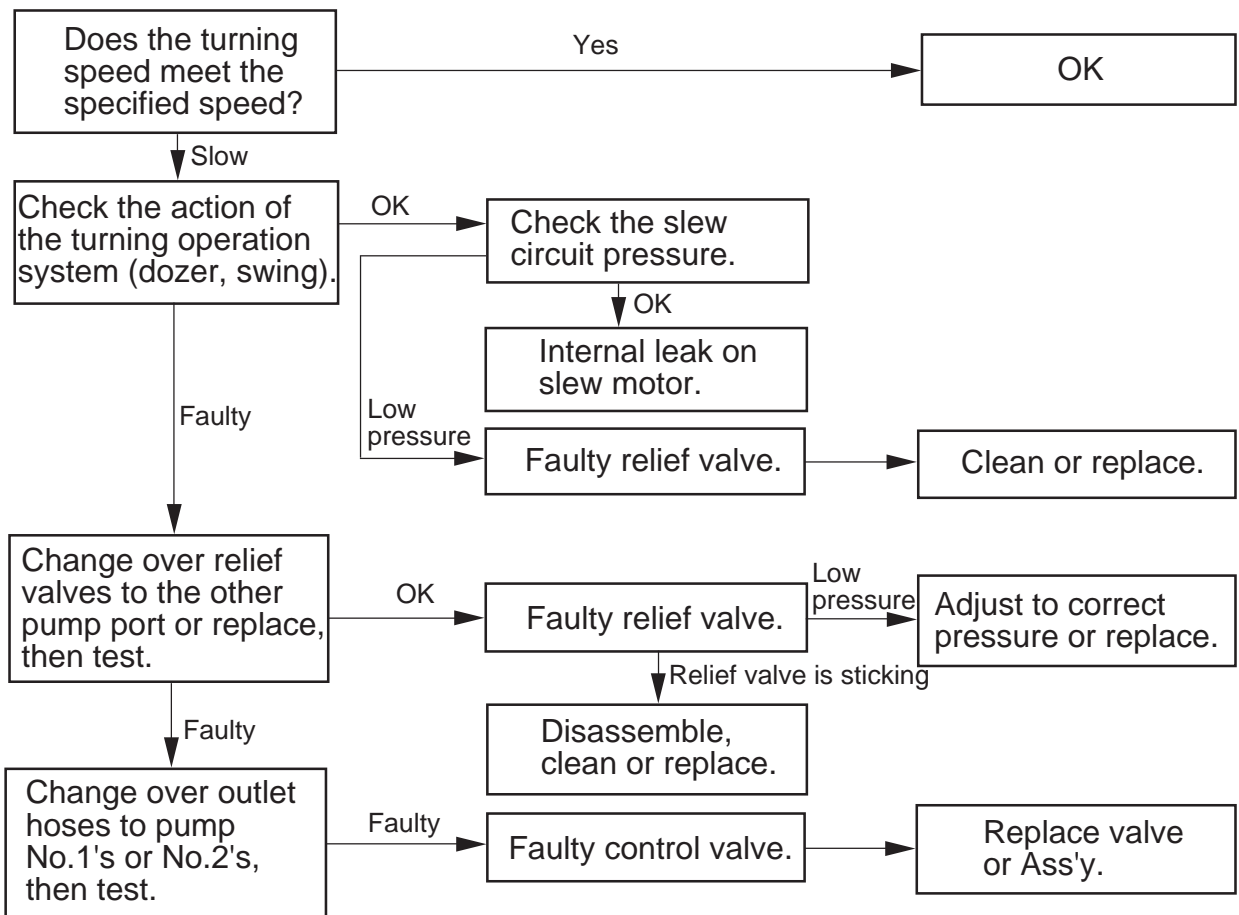 Does the turning
speed meet the
specified speed?
Yes
OK
Slow
Check the action of
the turning operation
system (dozer, swing).
OK
Check the slew
circuit pressure.
OK
Internal leak on
slew motor.
Faulty
Low
pressure
Faulty relief valve.
Clean or replace.
Change over relief
valves to the other
pump port or replace,
then test.
OK
Faulty relief valve.
Low
pressure
Adjust to correct
pressure or replace.
Relief valve is sticking
Disassemble,
clean or replace.
Faulty
Change over outlet
hoses to pump
No.1's or No.2's,
then test.
Faulty
Faulty control valve.
Replace valve
or Ass'y.